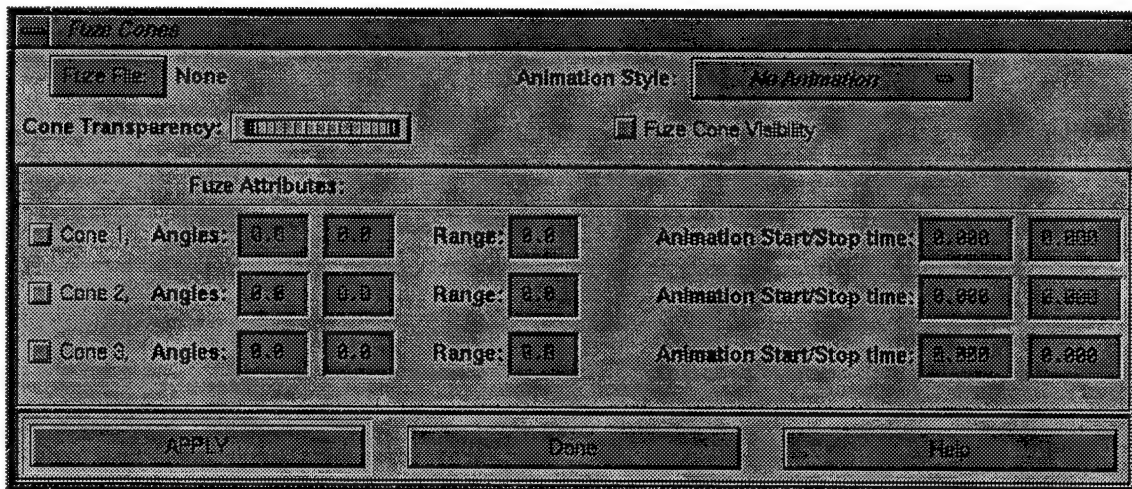 Fuze Cones
Fuze File: None Animation Style: No Animation
Cone Transparency: Fuze Cone Visibility
Fuze Attributes:
Cone 1, Angles: 0.0 0.0 Range: 0.0 Animation Start/Stop time: 0.000 0.000
Cone 2, Angles: 0.0 0.0 Range: 0.0 Animation Start/Stop time: 0.000 0.000
Cone 3, Angles: 0.0 0.0 Range: 0.0 Animation Start/Stop time: 0.000 0.000
APPLY Done Help